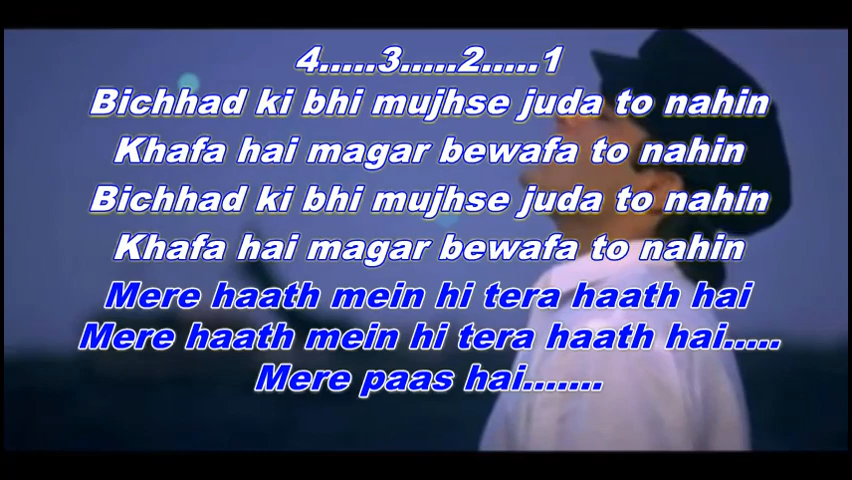 4.....3.....2.....1
Bichhad ki bhi mujhse juda to nahin
Khafa hai magar bewafa to nahin
Bichhad ki bhi mujhse juda to nahin
Khafa hai magar bewafa to nahin
Mere haath mein hi tera haath hai
Mere haath mein hi tera haath hai.....
Mere paas hai.......